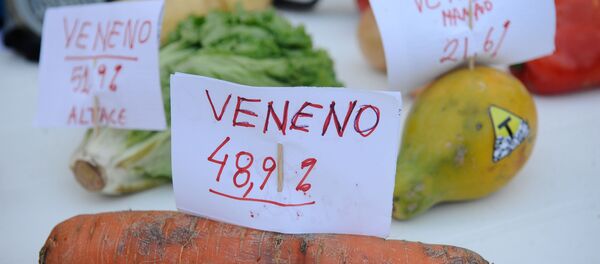 VENENO
51,9%
ALFACE
VENENO
48,9%
MAMÃO
21,6%
T